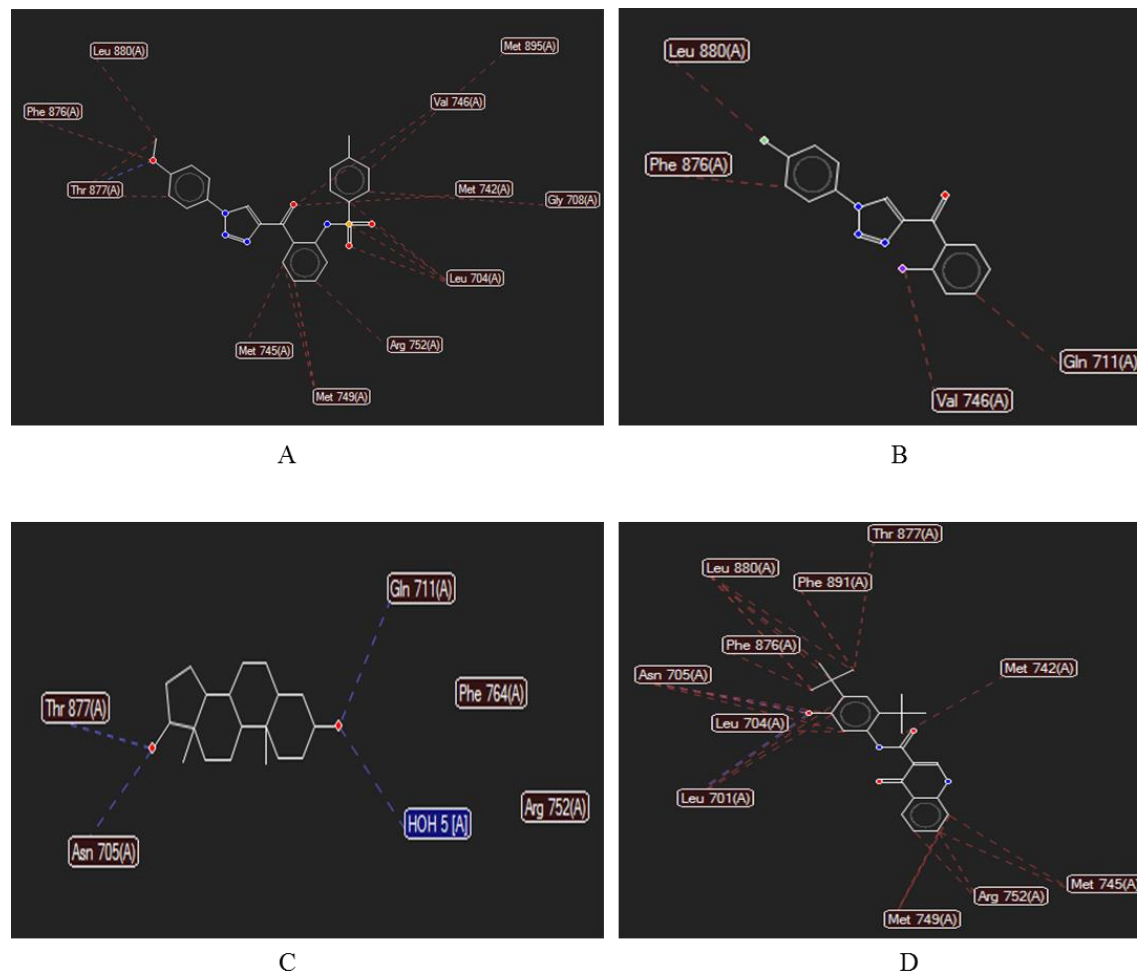 Leu 880(A)
Met 895(A)
Val 746(A)
Phe 876(A)
Thr 877(A)
Met 742(A)
Gly 708(A)
Leu 704(A)
Met 745(A)
Arg 752(A)
Met 749(A)
A
Leu 880(A)
Phe 876(A)
Gln 711(A)
Val 746(A)
B
Gln 711(A)
Phe 764(A)
Thr 877(A)
Arg 752(A)
HOH 5 [A]
Asn 705(A)
C
Thr 877(A)
Leu 880(A)
Phe 891(A)
Phe 876(A)
Met 742(A)
Asn 705(A)
Leu 704(A)
Leu 701(A)
Met 745(A)
Arg 752(A)
Met 749(A)
D